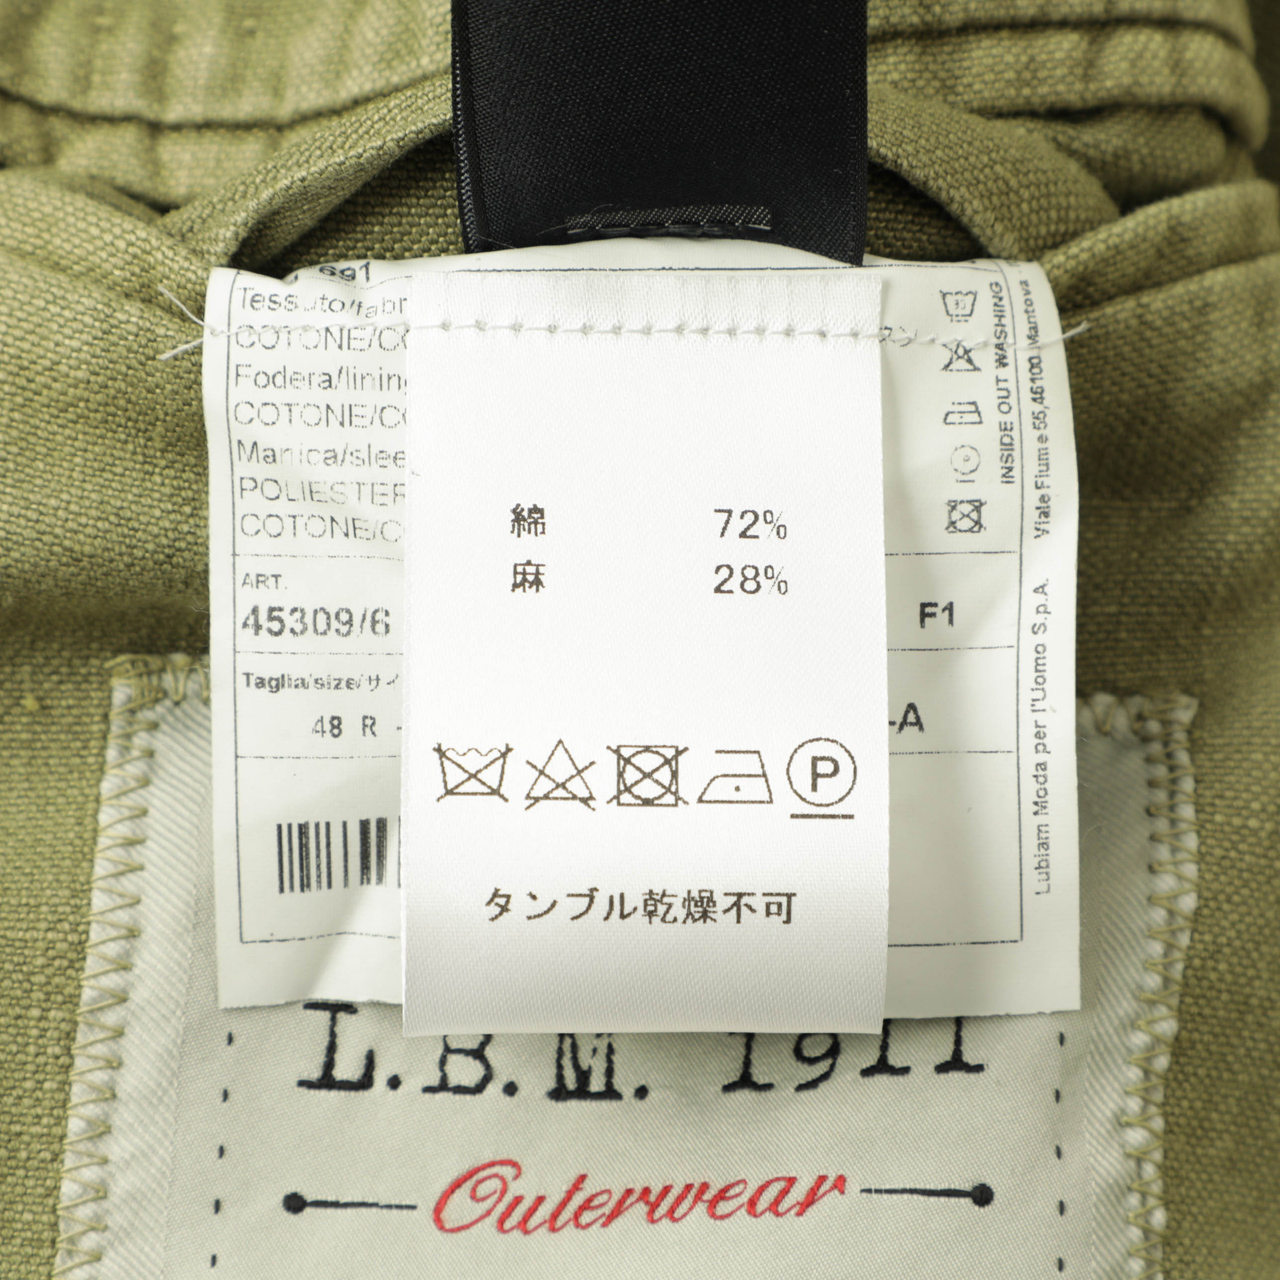 691
Tessuto/fabr
COTONE/CO
Fodera/lining
COTONE/CO
Manica/slee
POLIESTER
COTONE/C
ART.
45309/6
F1
Taglia/size/サイ
48 R -
-A
INSIDE OUT WASHING
Lubiam Moda per l'Uomo S.p.A. Viale Fiume 55,46100 Mantova
綿 72%
麻 28%
P
タンブル乾燥不可
L.B.M. 1911
Outerwear